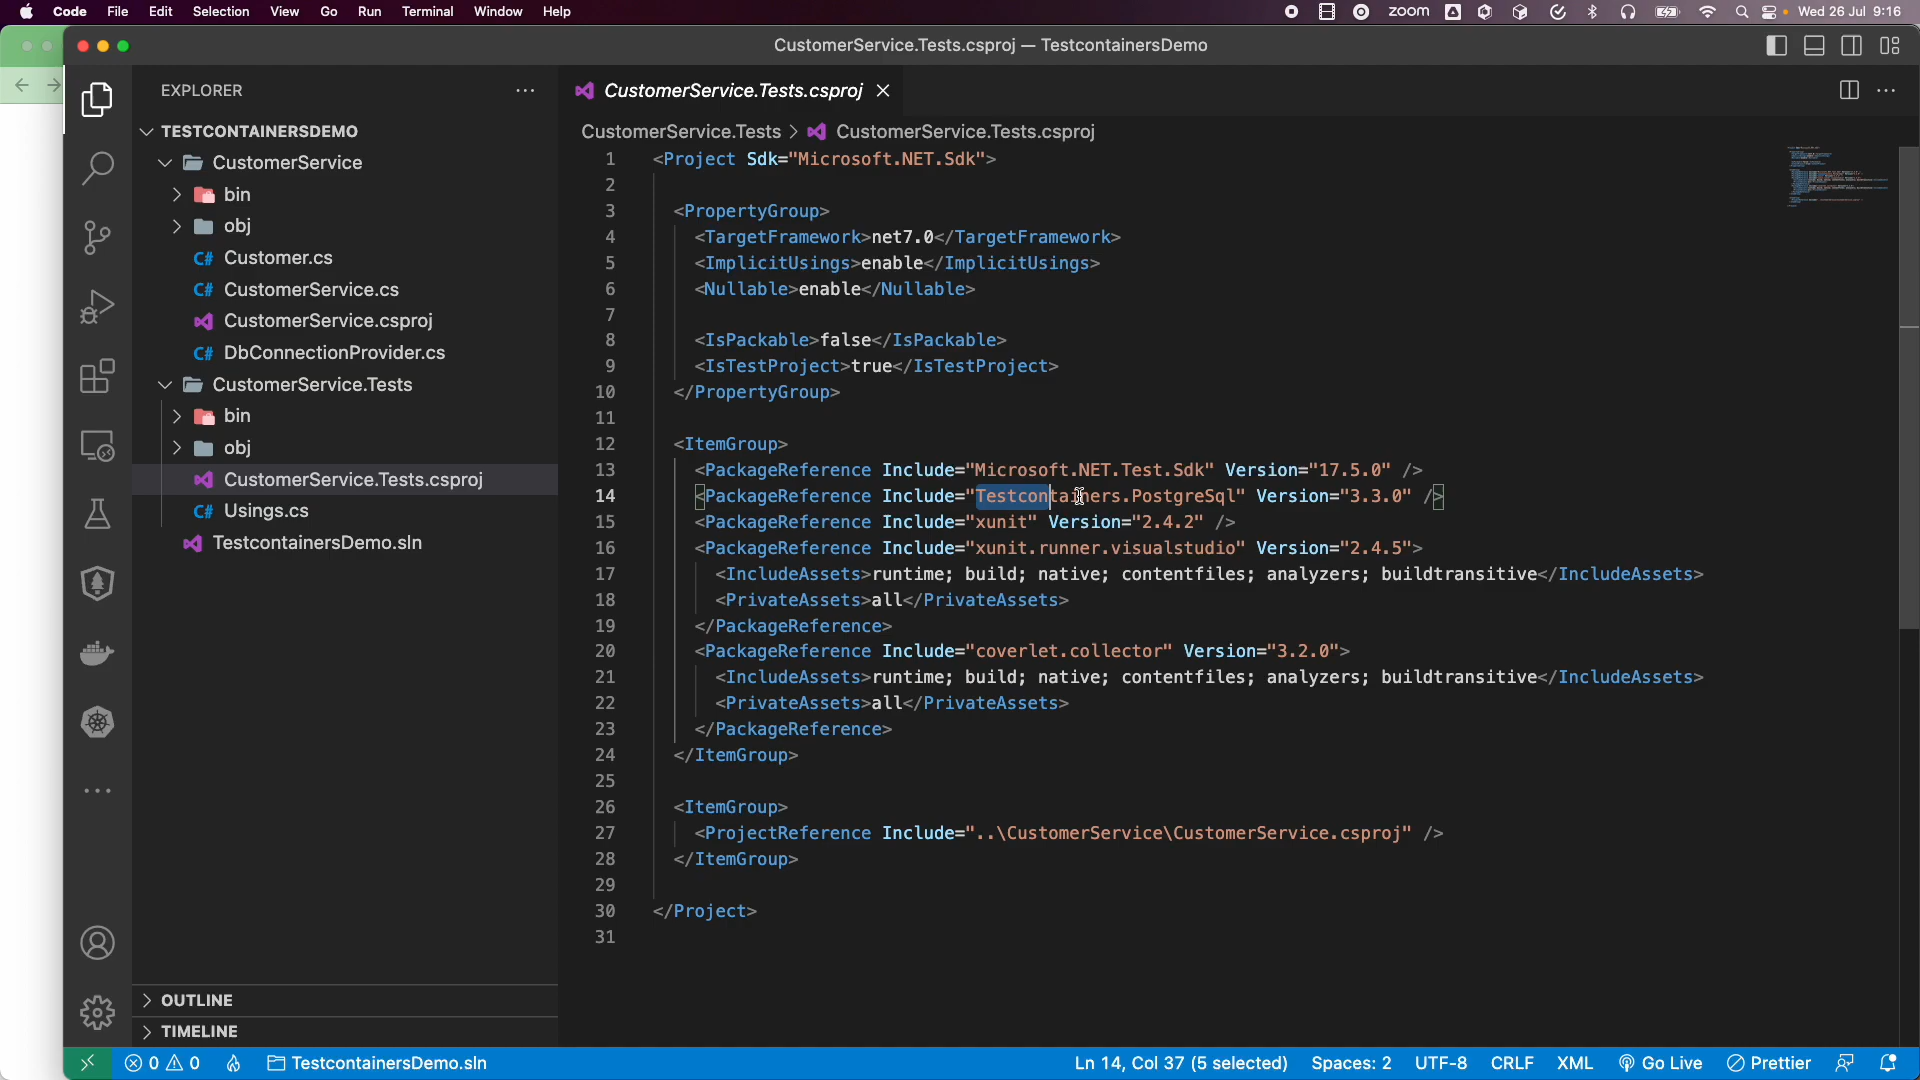 Code File Edit Selection View Go Run Terminal Window Help zoom Wed 26 Jul 9:16
CustomerService.Tests.csproj — TestcontainersDemo
EXPLORER
TESTCONTAINERSDEMO
CustomerService
bin
obj
C# Customer.cs
C# CustomerService.cs
CustomerService.csproj
C# DbConnectionProvider.cs
CustomerService.Tests
bin
obj
CustomerService.Tests.csproj
C# Usings.cs
TestcontainersDemo.sln
OUTLINE
TIMELINE
CustomerService.Tests.csproj
CustomerService.Tests > CustomerService.Tests.csproj
1 <Project Sdk="Microsoft.NET.Sdk">
2
3 <PropertyGroup>
4 <TargetFramework>net7.0</TargetFramework>
5 <ImplicitUsings>enable</ImplicitUsings>
6 <Nullable>enable</Nullable>
7
8 <IsPackable>false</IsPackable>
9 <IsTestProject>true</IsTestProject>
10 </PropertyGroup>
11
12 <ItemGroup>
13 <PackageReference Include="Microsoft.NET.Test.Sdk" Version="17.5.0" />
14 <PackageReference Include="Testcontainers.PostgreSql" Version="3.3.0" />
15 <PackageReference Include="xunit" Version="2.4.2" />
16 <PackageReference Include="xunit.runner.visualstudio" Version="2.4.5">
17 <IncludeAssets>runtime; build; native; contentfiles; analyzers; buildtransitive</IncludeAssets>
18 <PrivateAssets>all</PrivateAssets>
19 </PackageReference>
20 <PackageReference Include="coverlet.collector" Version="3.2.0">
21 <IncludeAssets>runtime; build; native; contentfiles; analyzers; buildtransitive</IncludeAssets>
22 <PrivateAssets>all</PrivateAssets>
23 </PackageReference>
24 </ItemGroup>
25
26 <ItemGroup>
27 <ProjectReference Include="..\CustomerService\CustomerService.csproj" />
28 </ItemGroup>
29
30 </Project>
31
0 0 TestcontainersDemo.sln Ln 14, Col 37 (5 selected) Spaces: 2 UTF-8 CRLF XML Go Live Prettier